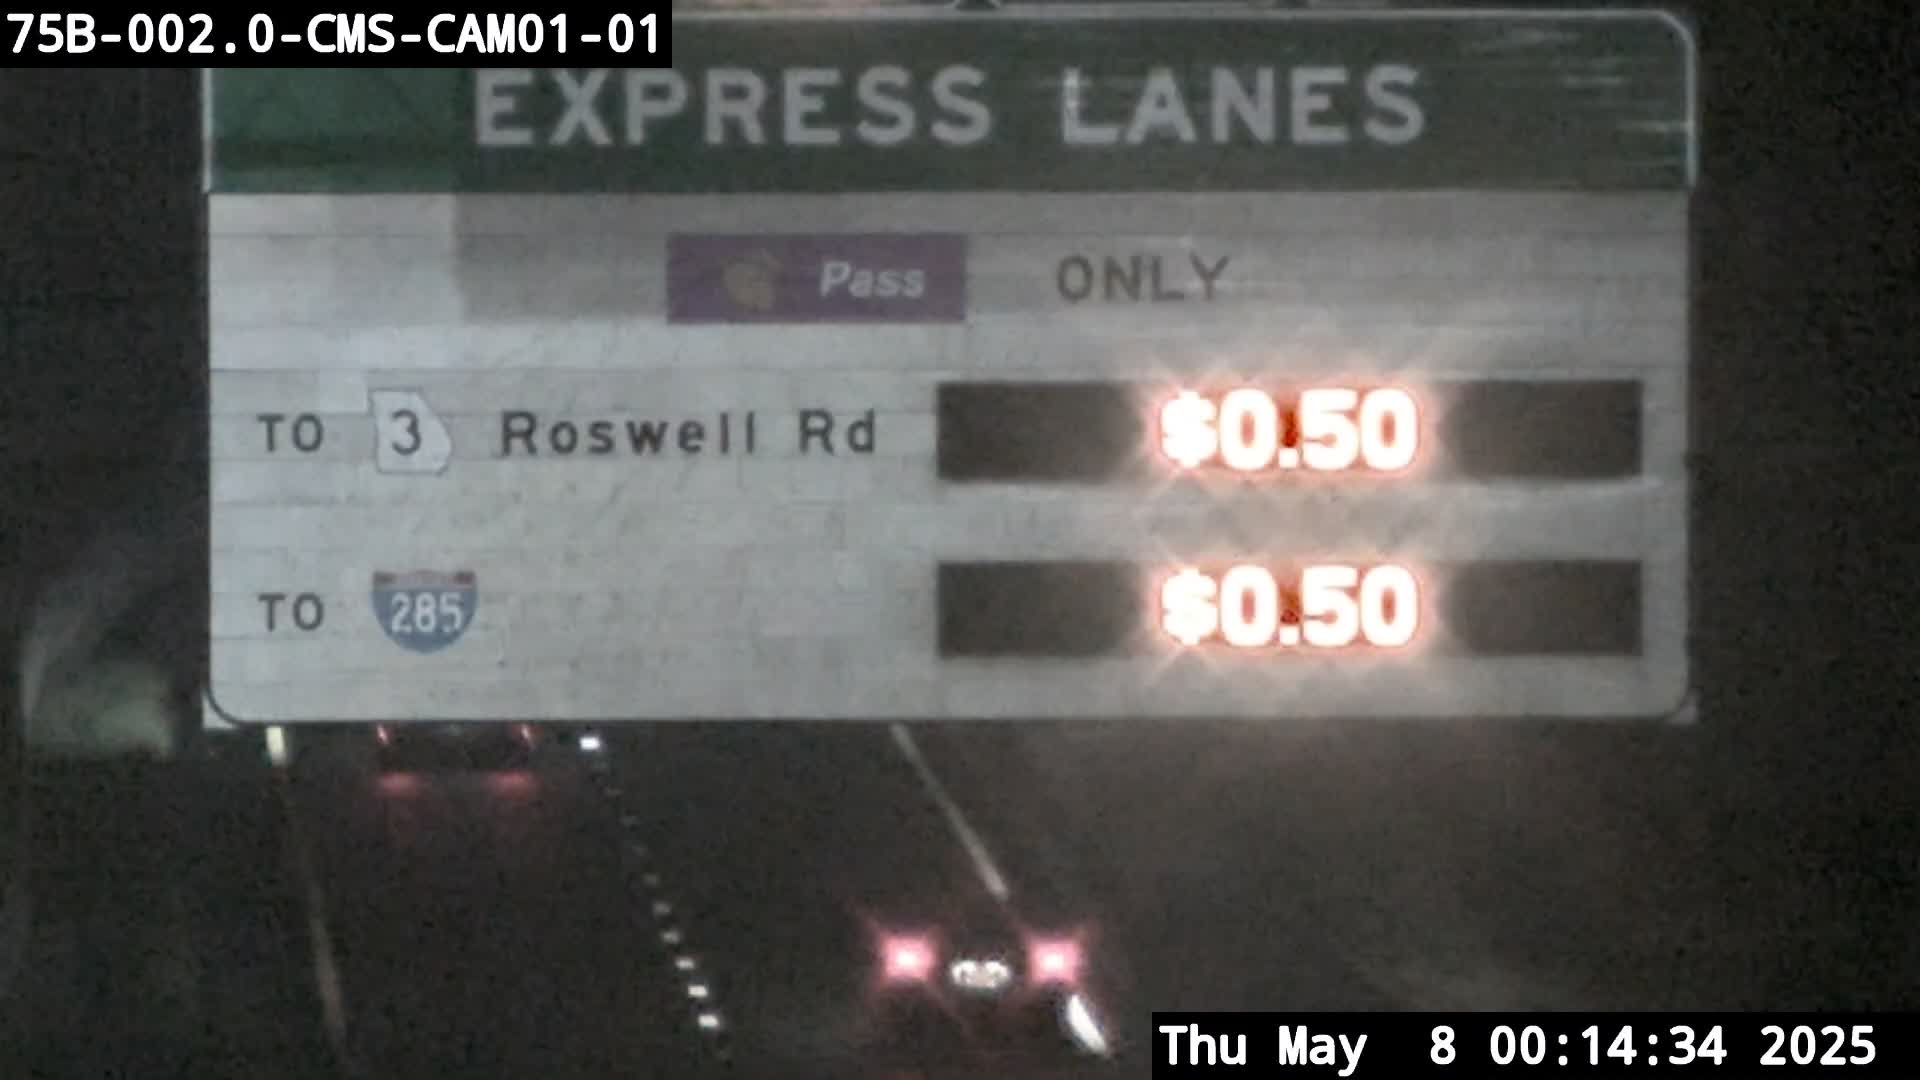 75B-002.0-CMS-CAM01-01
EXPRESS LANES
Pass ONLY
TO 3 Roswell Rd $0.50
TO 285 $0.50
Thu May 8 00:14:34 2025